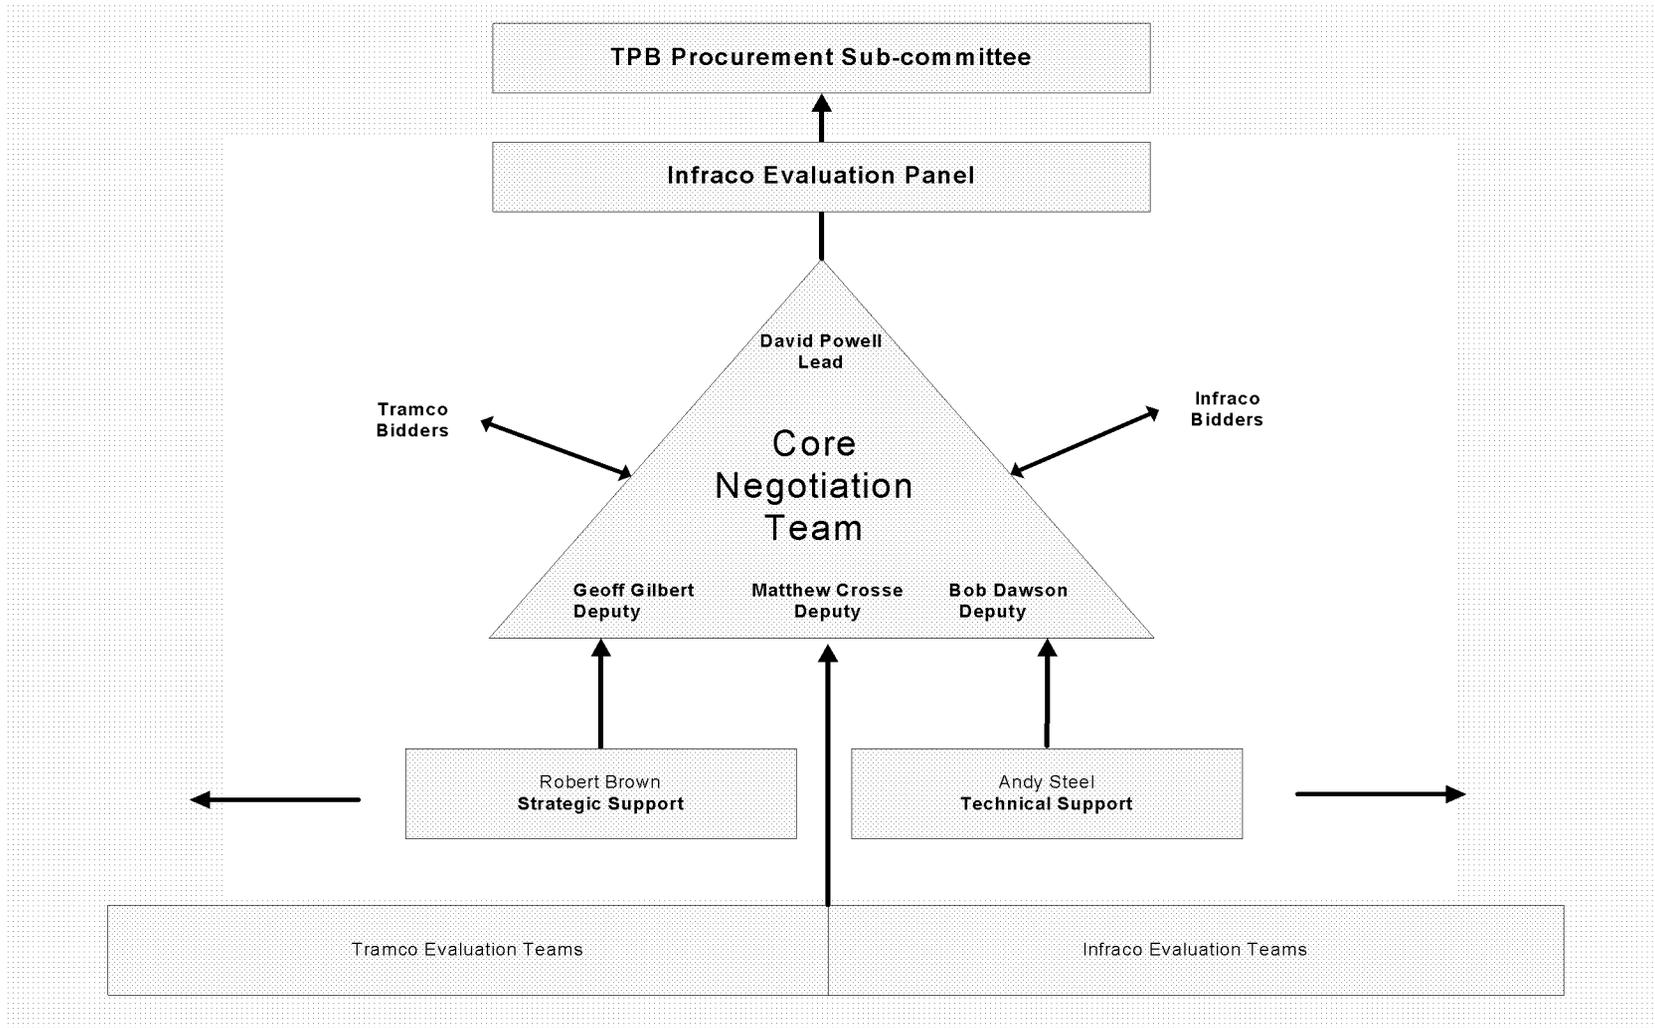 TPB Procurement Sub-committee
Infraco Evaluation Panel
David Powell
Lead
Tramco
Bidders
Infraco
Bidders
Core
Negotiation
Team
Geoff Gilbert
Deputy
Matthew Crosse
Deputy
Bob Dawson
Deputy
Robert Brown
Strategic Support
Andy Steel
Technical Support
Tramco Evaluation Teams
Infraco Evaluation Teams